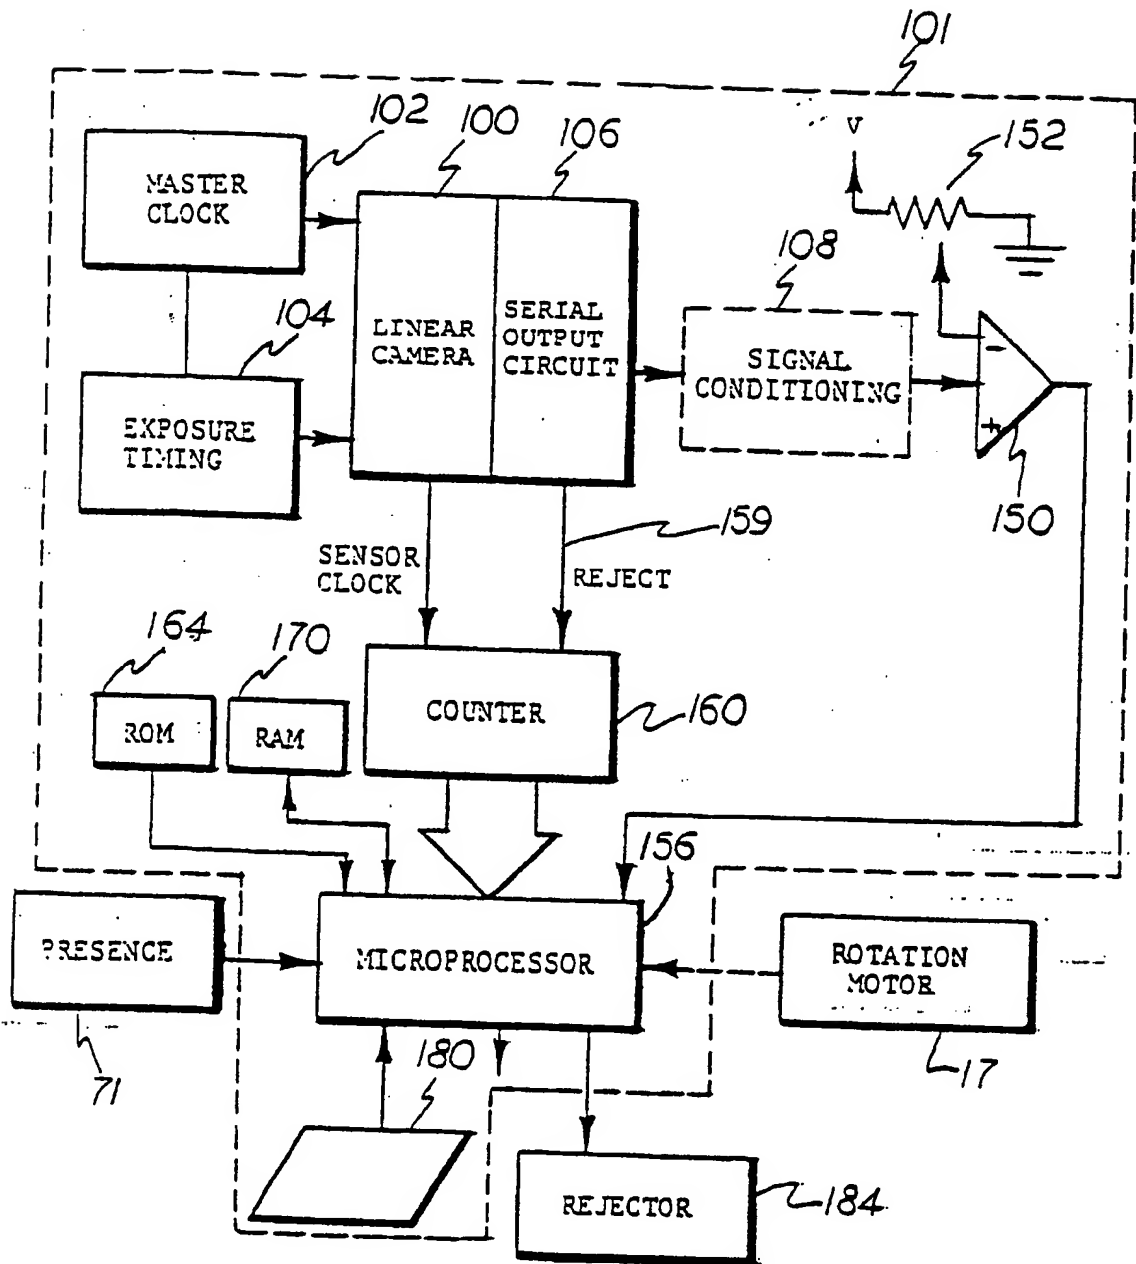 101
102
100
106
V
152
MASTER
CLOCK
108
104
LINEAR
CAMERA
SERIAL
OUTPUT
CIRCUIT
SIGNAL
CONDITIONING
-
+
EXPOSURE
TIMING
150
159
SENSOR
CLOCK
REJECT
164
170
ROM
RAM
COUNTER
160
156
PRESENCE
MICROPROCESSOR
ROTATION
MOTOR
71
180
17
REJECTOR
184